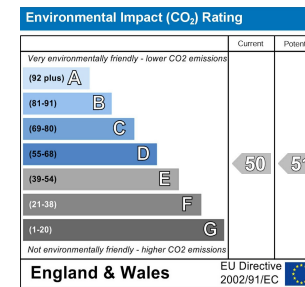 Environmental Impact (CO₂) Rating
Current Potent
Very environmentally friendly - lower CO2 emissions
(92 plus) A
(81-91) B
(69-80) C
(55-68) D
(39-54) E
(21-38) F
(1-20) G
50 51
Not environmentally friendly - higher CO2 emissions
England & Wales
EU Directive
2002/91/EC